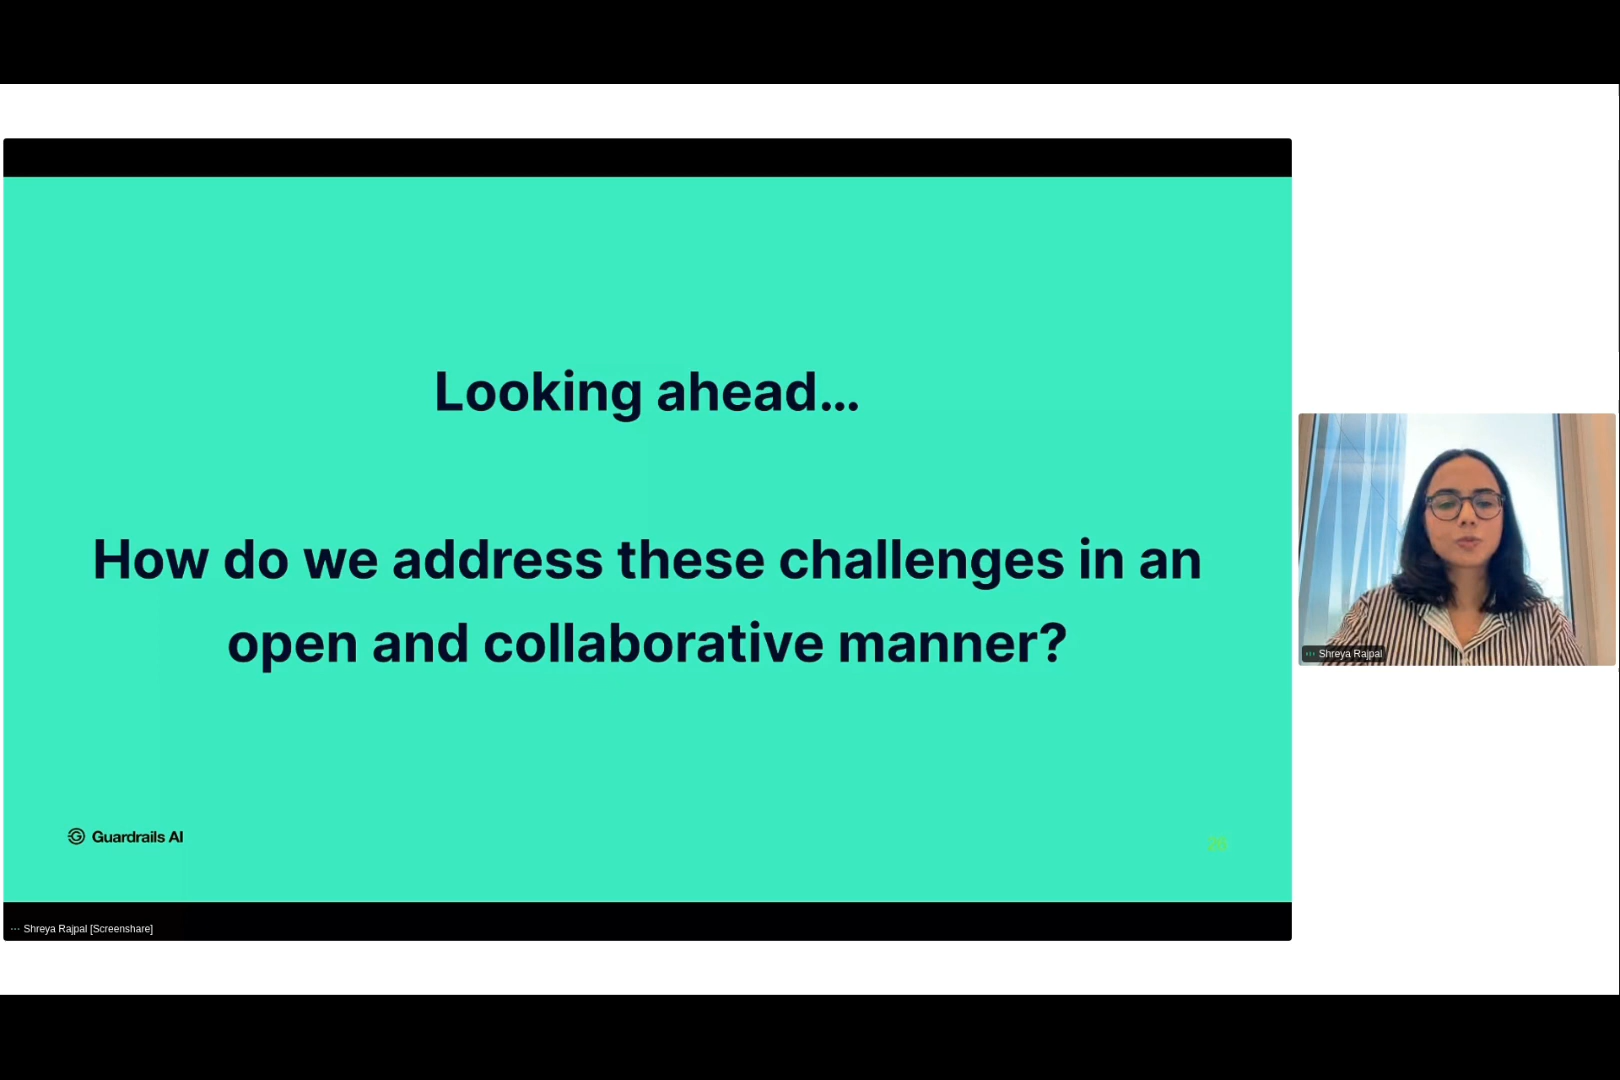 Looking ahead...
How do we address these challenges in an
open and collaborative manner?
Guardrails AI
Shreya Rajpal
Shreya Rajpal [Screenshare]